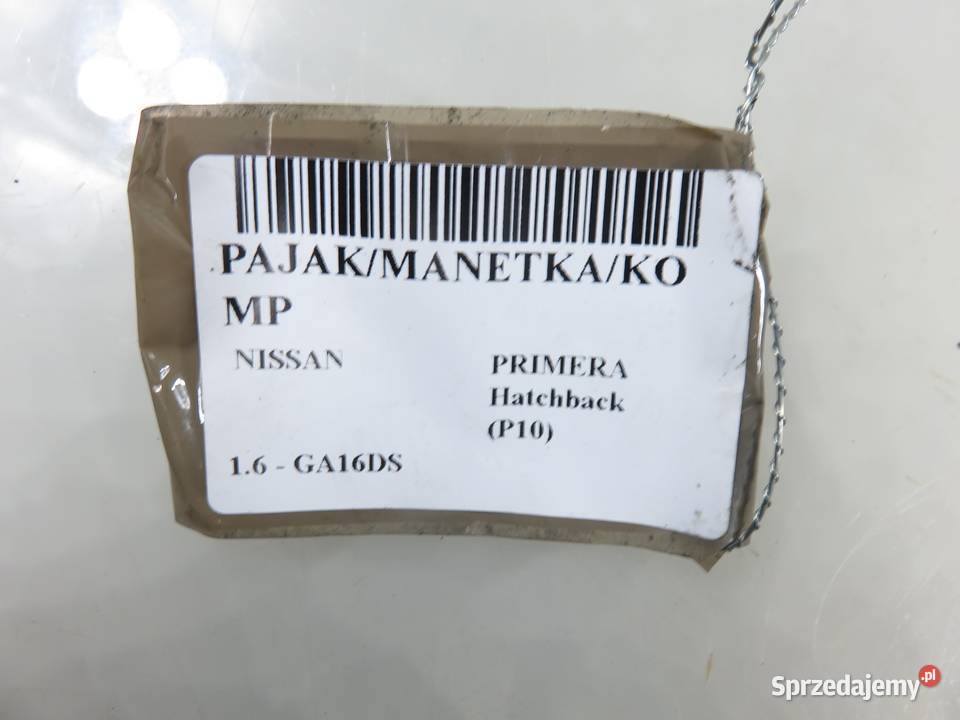 PAJAK/MANETKA/KO
MP
NISSAN PRIMERA
Hatchback
(P10)
1.6 - GA16DS
Sprzedajemy.pl